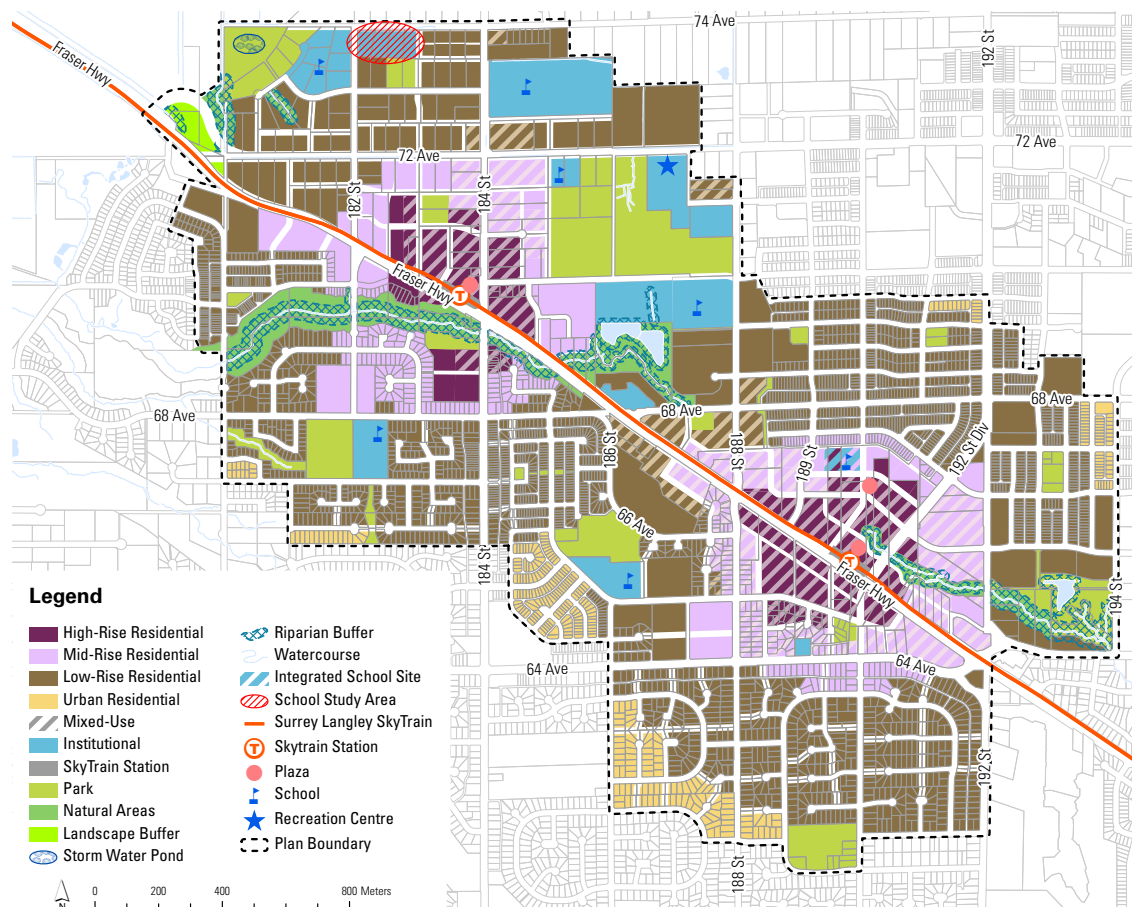 74 Ave
192 St
Fraser Hwy
72 Ave
72 Ave
182 St
184 St
Fraser Hwy
T
68 Ave
68 Ave
68 Ave
186 St
188 St
189 St
192 St Div
66 Ave
T
Fraser Hwy
184 St
194 St
64 Ave
64 Ave
192 St
188 St
Legend
High-Rise Residential
Mid-Rise Residential
Low-Rise Residential
Urban Residential
Mixed-Use
Institutional
SkyTrain Station
Park
Natural Areas
Landscape Buffer
Storm Water Pond
Riparian Buffer
Watercourse
Integrated School Site
School Study Area
Surrey Langley SkyTrain
T Skytrain Station
Plaza
School
Recreation Centre
Plan Boundary
N
0 200 400 800 Meters